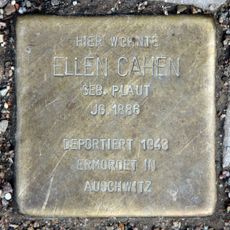 HIER WOHNTE
ELLEN CAHEN
GEB. PLAUT
JG. 1886
DEPORTIERT 1943
ERMORDET IN
AUSCHWITZ